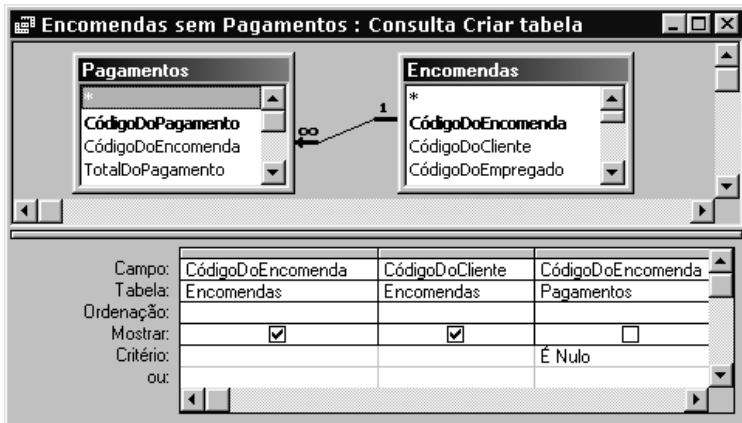 Encomendas sem Pagamentos : Consulta Criar tabela
Pagamentos
*
CódigoDoPagamento
CódigoDoEncomenda
TotalDoPagamento
∞ 1
Encomendas
*
CódigoDoEncomenda
CódigoDoCliente
CódigoDoEmpregado
Campo: CódigoDoEncomenda CódigoDoCliente CódigoDoEncomenda
Tabela: Encomendas Encomendas Pagamentos
Ordenação:
Mostrar:
Critério: É Nulo
ou: